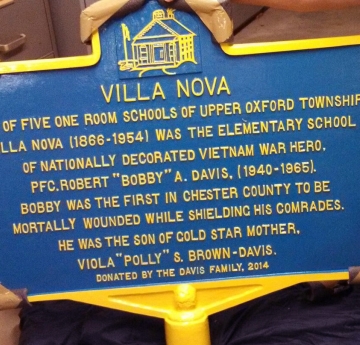 VILLA NOVA
OF FIVE ONE ROOM SCHOOLS OF UPPER OXFORD TOWNSHIP
LLA NOVA (1866-1954) WAS THE ELEMENTARY SCHOOL
OF NATIONALLY DECORATED VIETNAM WAR HERO,
PFC. ROBERT "BOBBY" A. DAVIS, (1940-1965).
BOBBY WAS THE FIRST IN CHESTER COUNTY TO BE
MORTALLY WOUNDED WHILE SHIELDING HIS COMRADES.
HE WAS THE SON OF GOLD STAR MOTHER,
VIOLA "POLLY" S. BROWN-DAVIS.
DONATED BY THE DAVIS FAMILY, 2014